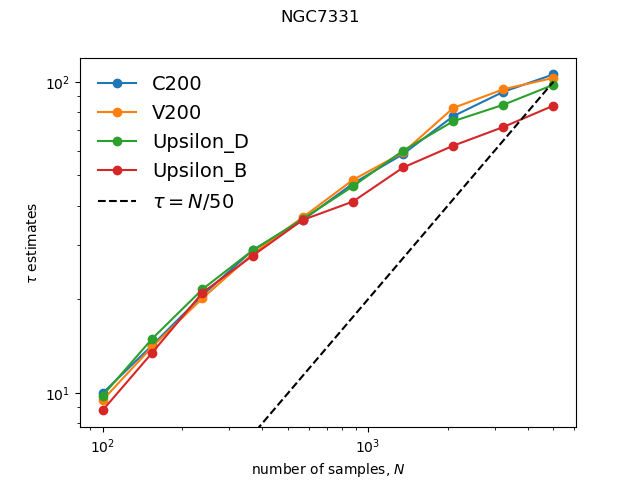 NGC7331
C200
V200
Upsilon_D
Upsilon_B
τ = N/50
10²
10¹
τ estimates
10²
10³
number of samples, N